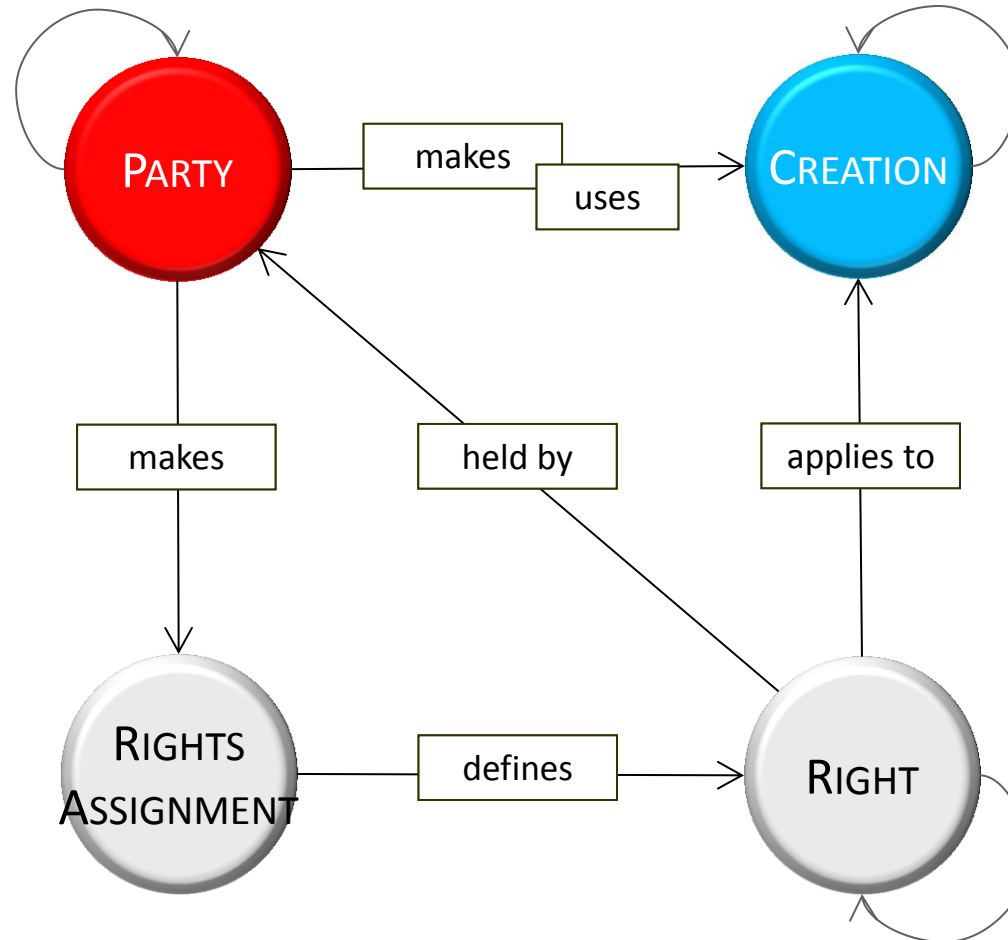 PARTY
makes
uses
CREATION
makes
held by
applies to
RIGHTS
ASSIGNMENT
defines
RIGHT